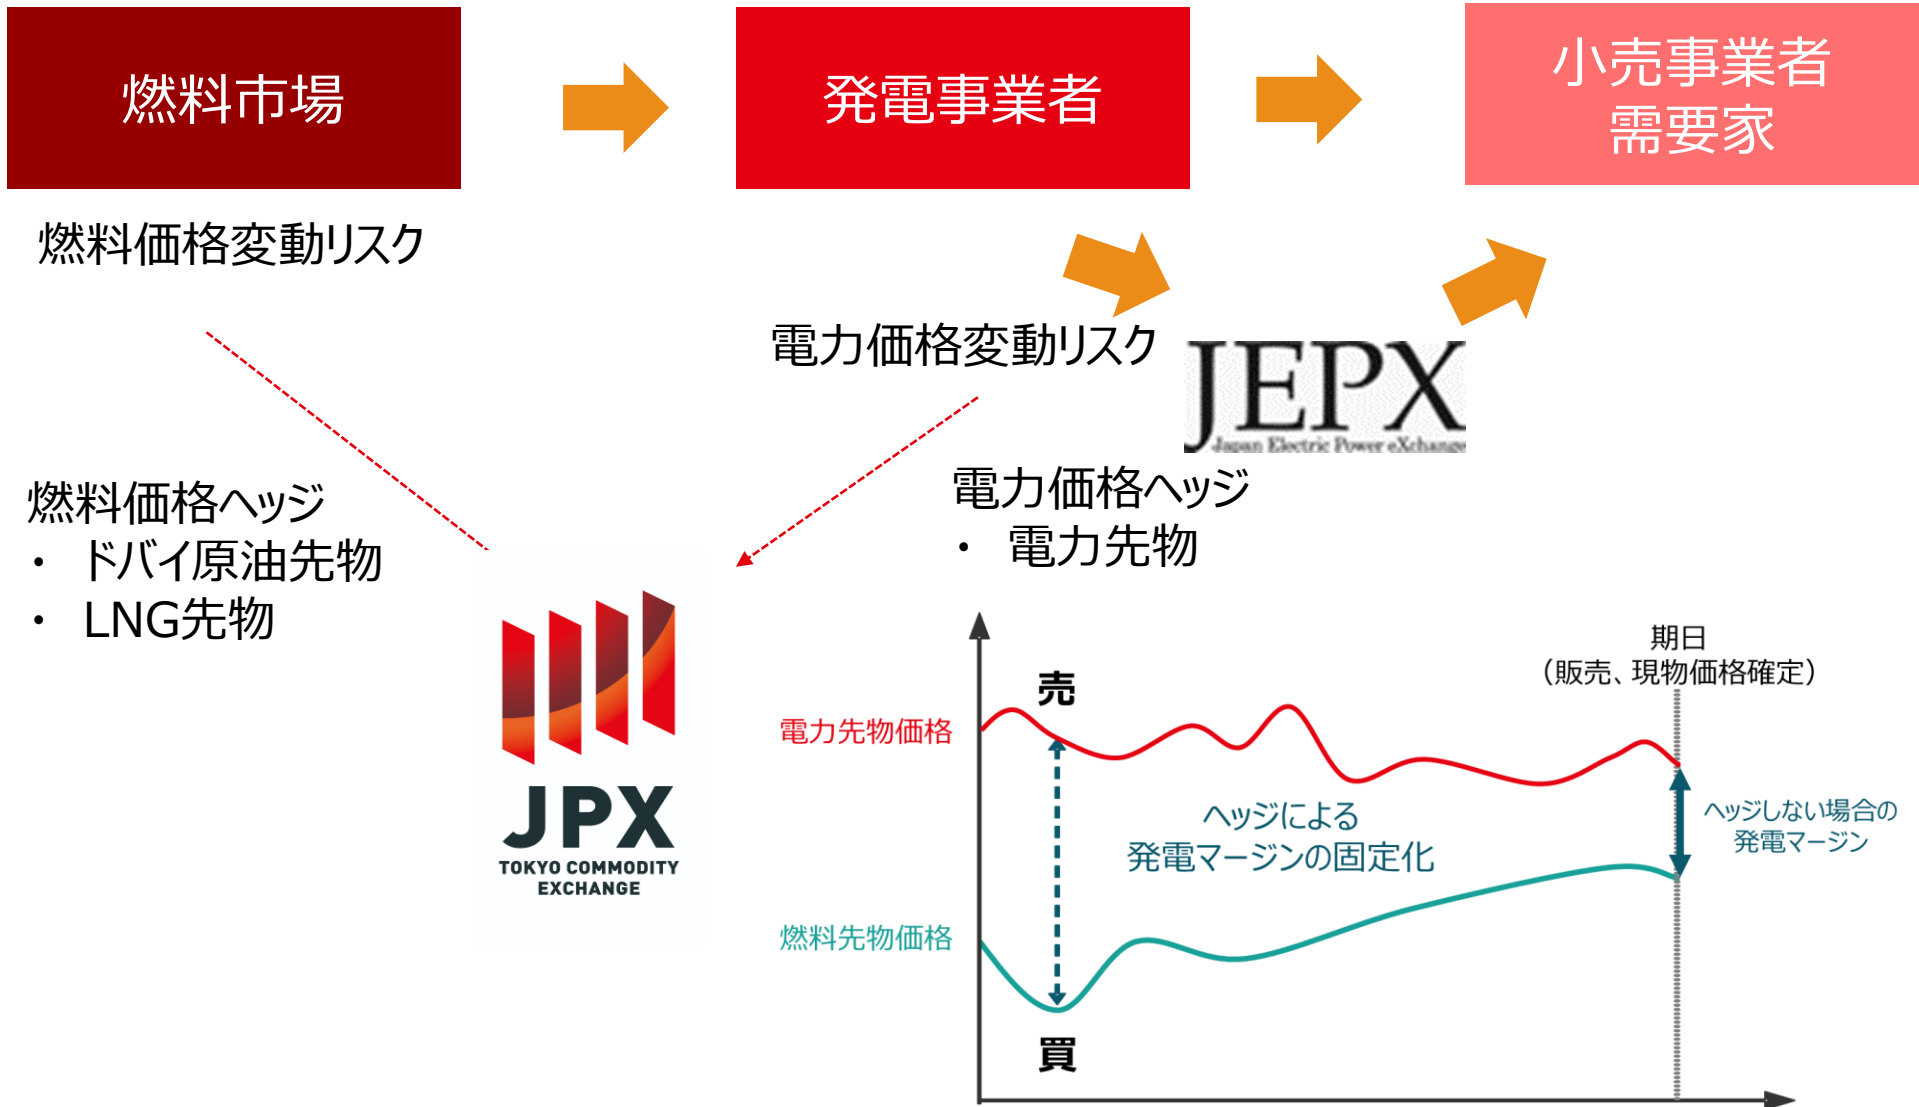 燃料市場
発電事業者
小売事業者
需要家
燃料価格変動リスク
電力価格変動リスク
JEPX
Japan Electric Power eXchange
燃料価格ヘッジ
・ ドバイ原油先物
・ LNG先物
電力価格ヘッジ
・ 電力先物
JPX
TOKYO COMMODITY
EXCHANGE
期日
（販売、現物価格確定）
売
電力先物価格
ヘッジによる
発電マージンの固定化
ヘッジしない場合の
発電マージン
燃料先物価格
買